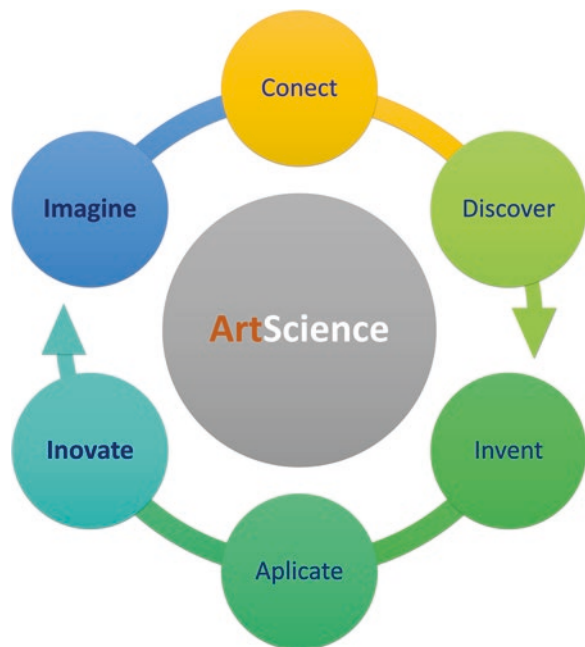 Conect
Imagine
Discover
ArtScience
Inovate
Invent
Aplicate